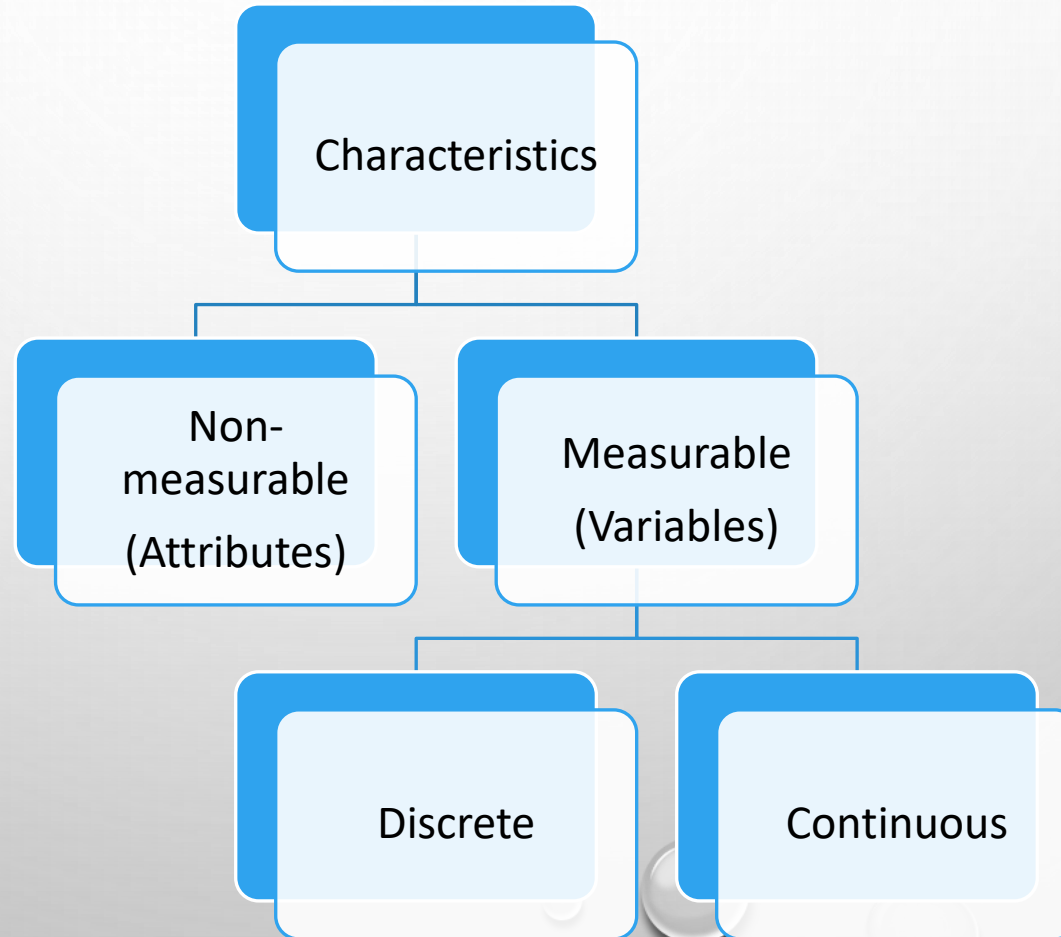 Characteristics
Non-
measurable
(Attributes)
Measurable
(Variables)
Discrete
Continuous